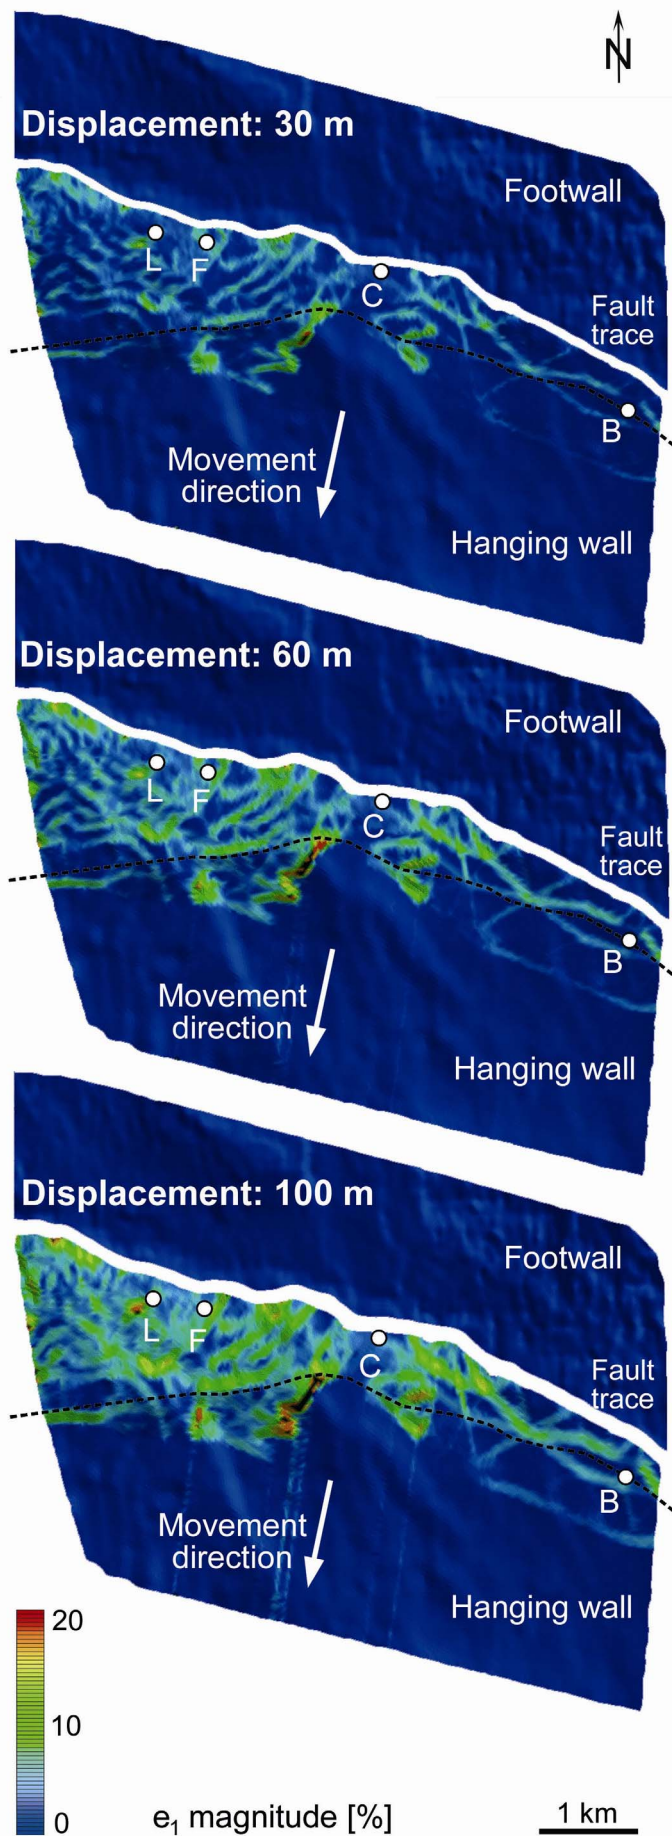 N
Displacement: 30 m
Footwall
L
F
C
Fault
trace
B
Movement
direction
Hanging wall
Displacement: 60 m
Footwall
L
F
C
Fault
trace
B
Movement
direction
Hanging wall
Displacement: 100 m
Footwall
L
F
C
Fault
trace
B
Movement
direction
Hanging wall
20
10
0
e₁ magnitude [%]
1 km